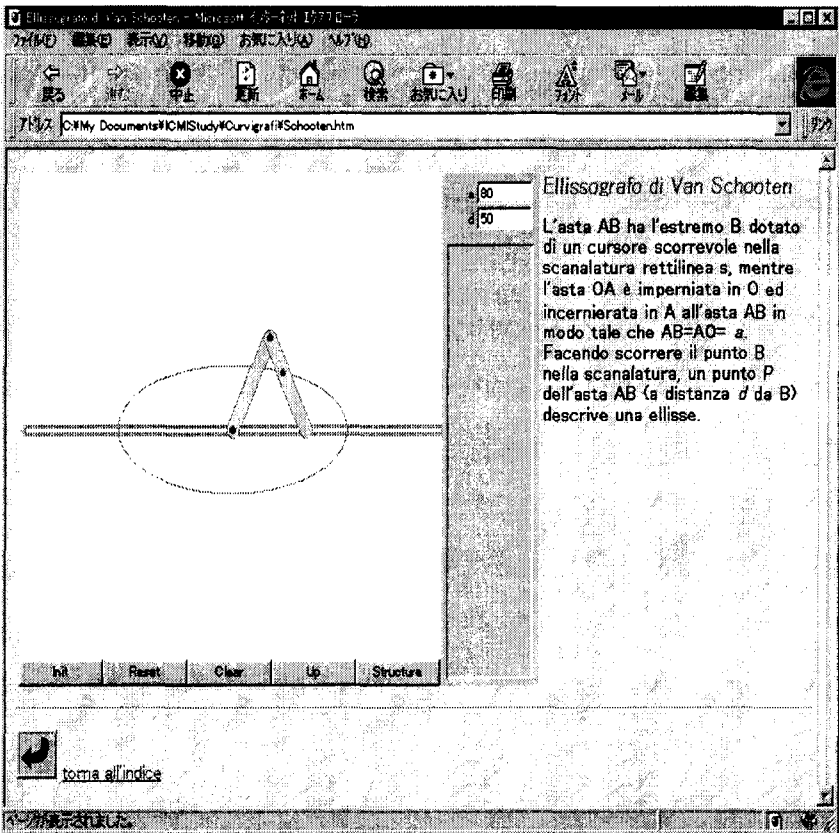 Ellissografo di Van Schooten - Microsoft インターネット エクスプローラ
ファイル(F) 編集(E) 表示(V) 移動(G) お気に入り(A) ヘルプ(H)
戻る 進む 中止 更新 ホーム 検索 お気に入り 印刷 フォント メール 編集
アドレス C:¥My Documents¥ICMIStudy¥Curvigrafi¥Schooten.htm リンク
a 80
d 50
Ellissografo di Van Schooten
L'asta AB ha l'estremo B dotato
di un cursore scorrevole nella
scanalatura rettilinea s, mentre
l'asta OA è imperniata in O ed
incernierata in A all'asta AB in
modo tale che AB=AO= a.
Facendo scorrere il punto B
nella scanalatura, un punto P
dell'asta AB (a distanza d da B)
descrive una ellisse.
Init Reset Clear Up Structure
torna all'indice
ページが表示されました。